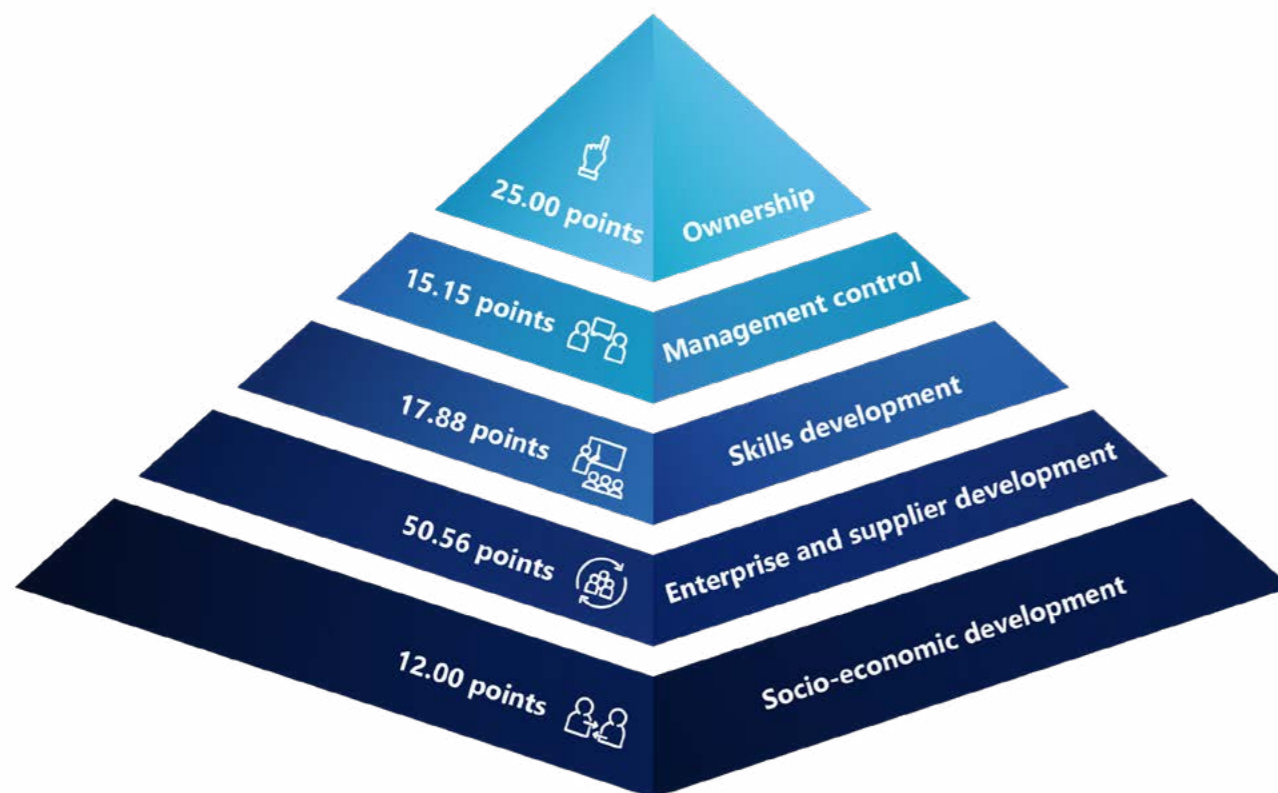 25.00 points
Ownership
15.15 points
Management control
17.88 points
Skills development
50.56 points
Enterprise and supplier development
12.00 points
Socio-economic development